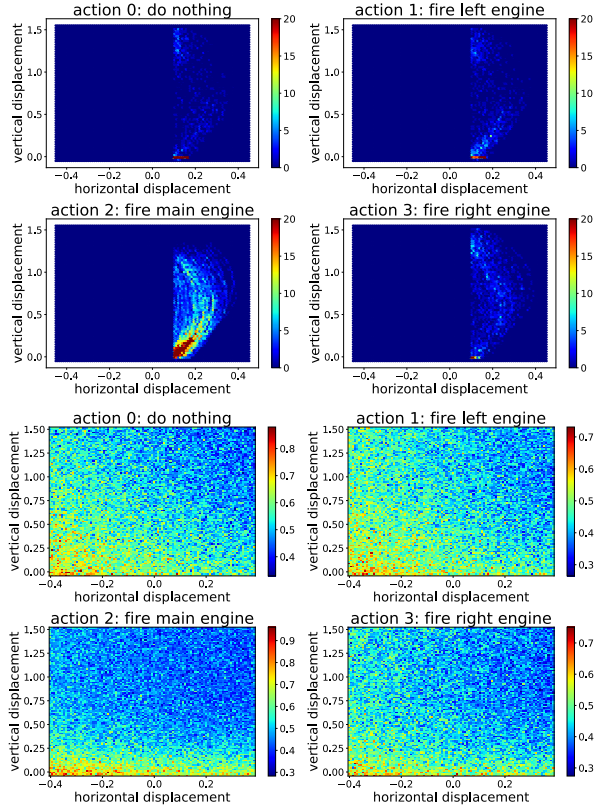 action 0: do nothing
vertical displacement
1.5
1.0
0.5
0.0
−0.4 −0.2 0.0 0.2 0.4
horizontal displacement
20
15
10
5
0
action 1: fire left engine
vertical displacement
1.5
1.0
0.5
0.0
−0.4 −0.2 0.0 0.2 0.4
horizontal displacement
20
15
10
5
0
action 2: fire main engine
vertical displacement
1.5
1.0
0.5
0.0
−0.4 −0.2 0.0 0.2 0.4
horizontal displacement
20
15
10
5
0
action 3: fire right engine
vertical displacement
1.5
1.0
0.5
0.0
−0.4 −0.2 0.0 0.2 0.4
horizontal displacement
20
15
10
5
0
action 0: do nothing
vertical displacement
1.50
1.25
1.00
0.75
0.50
0.25
0.00
−0.4 −0.2 0.0 0.2
horizontal displacement
0.8
0.7
0.6
0.5
0.4
action 1: fire left engine
vertical displacement
1.50
1.25
1.00
0.75
0.50
0.25
0.00
−0.4 −0.2 0.0 0.2
horizontal displacement
0.7
0.6
0.5
0.4
0.3
action 2: fire main engine
vertical displacement
1.50
1.25
1.00
0.75
0.50
0.25
0.00
−0.4 −0.2 0.0 0.2
horizontal displacement
0.9
0.8
0.7
0.6
0.5
0.4
0.3
action 3: fire right engine
vertical displacement
1.50
1.25
1.00
0.75
0.50
0.25
0.00
−0.4 −0.2 0.0 0.2
horizontal displacement
0.7
0.6
0.5
0.4
0.3